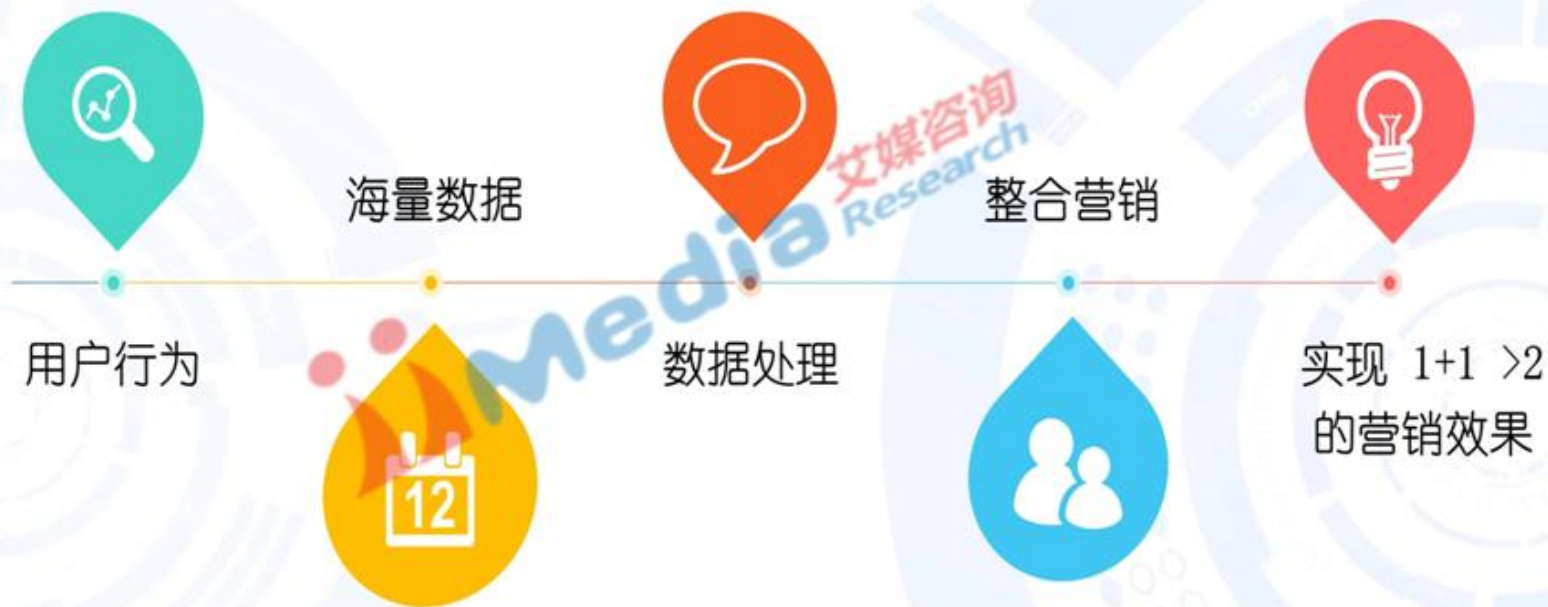 海量数据
整合营销
用户行为
数据处理
实现 1+1 >2
的营销效果
12
iiMedia
艾媒咨询
Research